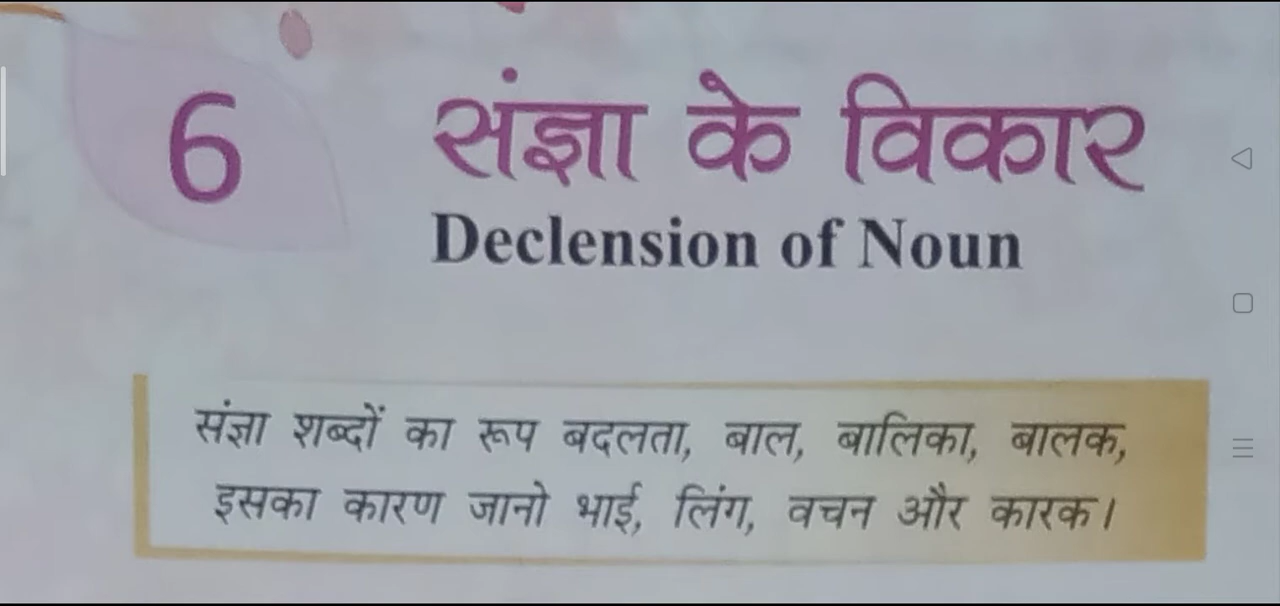 6 संज्ञा के विकार
Declension of Noun
संज्ञा शब्दों का रूप बदलता, बाल, बालिका, बालक,
इसका कारण जानो भाई, लिंग, वचन और कारक।